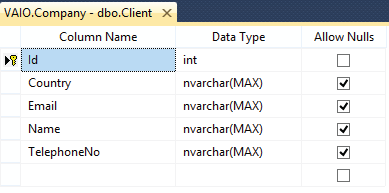 VAIO.Company - dbo.Client
Column Name Data Type Allow Nulls
Id int
Country nvarchar(MAX)
Email nvarchar(MAX)
Name nvarchar(MAX)
TelephoneNo nvarchar(MAX)